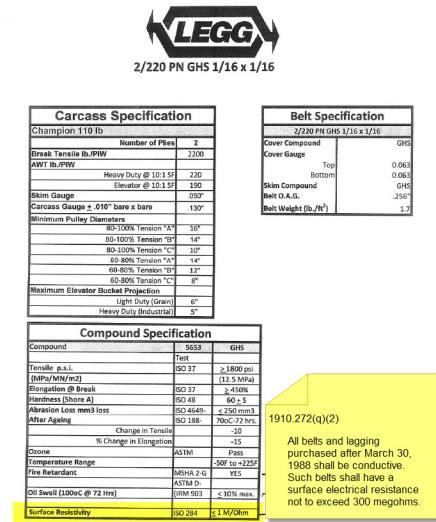 LEGG
2/220 PN GHS 1/16 x 1/16
Carcass Specification
Champion 110 lb
Number of Plies 2
Break Tensile lb./PIW 2200
AWT lb./PIW
Heavy Duty @ 10:1 SF 220
Elevator @ 10:1 SF 190
Skim Gauge .050"
Carcass Gauge ± .010" bare x bare .130"
Minimum Pulley Diameters
80-100% Tension "A" 16"
80-100% Tension "B" 14"
80-100% Tension "C" 10"
60-80% Tension "A" 14"
60-80% Tension "B" 12"
60-80% Tension "C" 8"
Maximum Elevator Bucket Projection
Light Duty (Grain) 6"
Heavy Duty (Industrial) 5"
Belt Specification
2/220 PN GHS 1/16 x 1/16
Cover Compound GHS
Cover Gauge
Top 0.063
Bottom 0.063
Skim Compound GHS
Belt O.A.G. .256"
Belt Weight (lb./ft²) 1.7
Compound Specification
Compound 5653 GHS
Test
Tensile p.s.i. ISO 37 ≥1800 psi
(MPa/MN/m2) (12.5 MPa)
Elongation @ Break ISO 37 ≥ 450%
Hardness (Shore A) ISO 48 60 ± 5
Abrasion Loss mm3 loss ISO 4649- ≤ 250 mm3
After Ageing ISO 188- 70oC-72 hrs.
Change in Tensile -10
% Change in Elongation -15
Ozone ASTM Pass
Temperature Range -50F to +225F
Fire Retardant MSHA 2-G YES
ASTM D-
Oil Swell (100oC @ 72 Hrs) (IRM 903 ≤ 10% max.
Surface Resistivity ISO 284 ≤ 1 M/Ohm
1910.272(q)(2)
All belts and lagging
purchased after March 30,
1988 shall be conductive.
Such belts shall have a
surface electrical resistance
not to exceed 300 megohms.